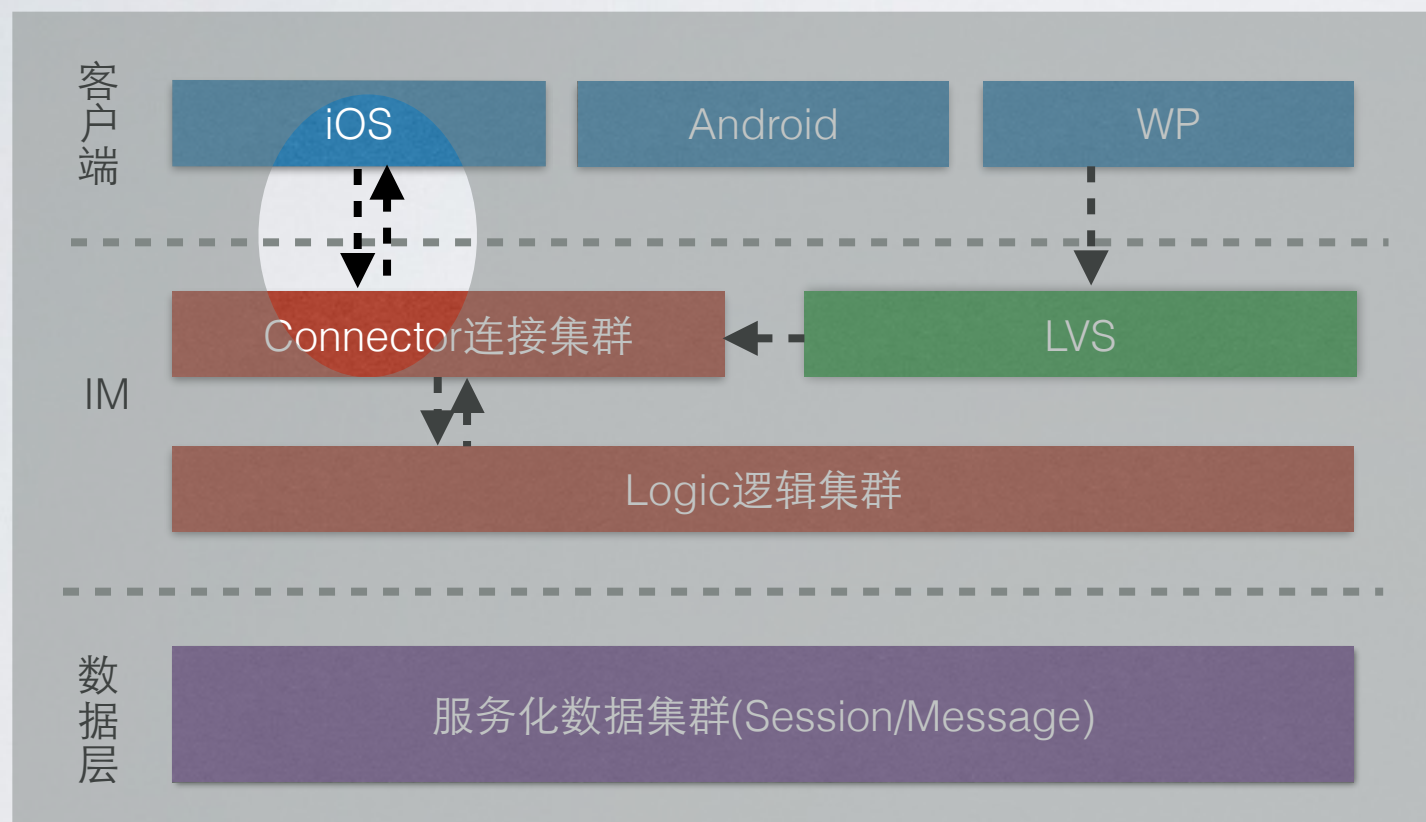 客户端
iOS
Android
WP
IM
Connector连接集群
LVS
Logic逻辑集群
数据层
服务化数据集群(Session/Message)